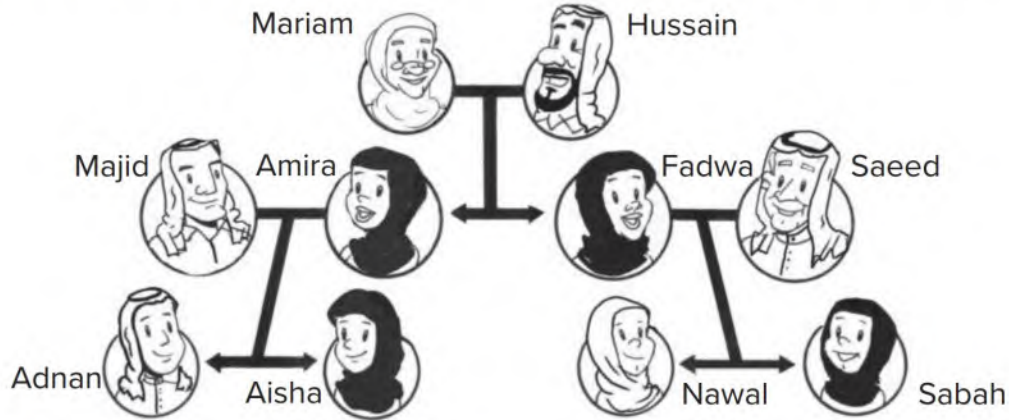 Mariam
Hussain
Majid
Amira
Fadwa
Saeed
Adnan
Aisha
Nawal
Sabah